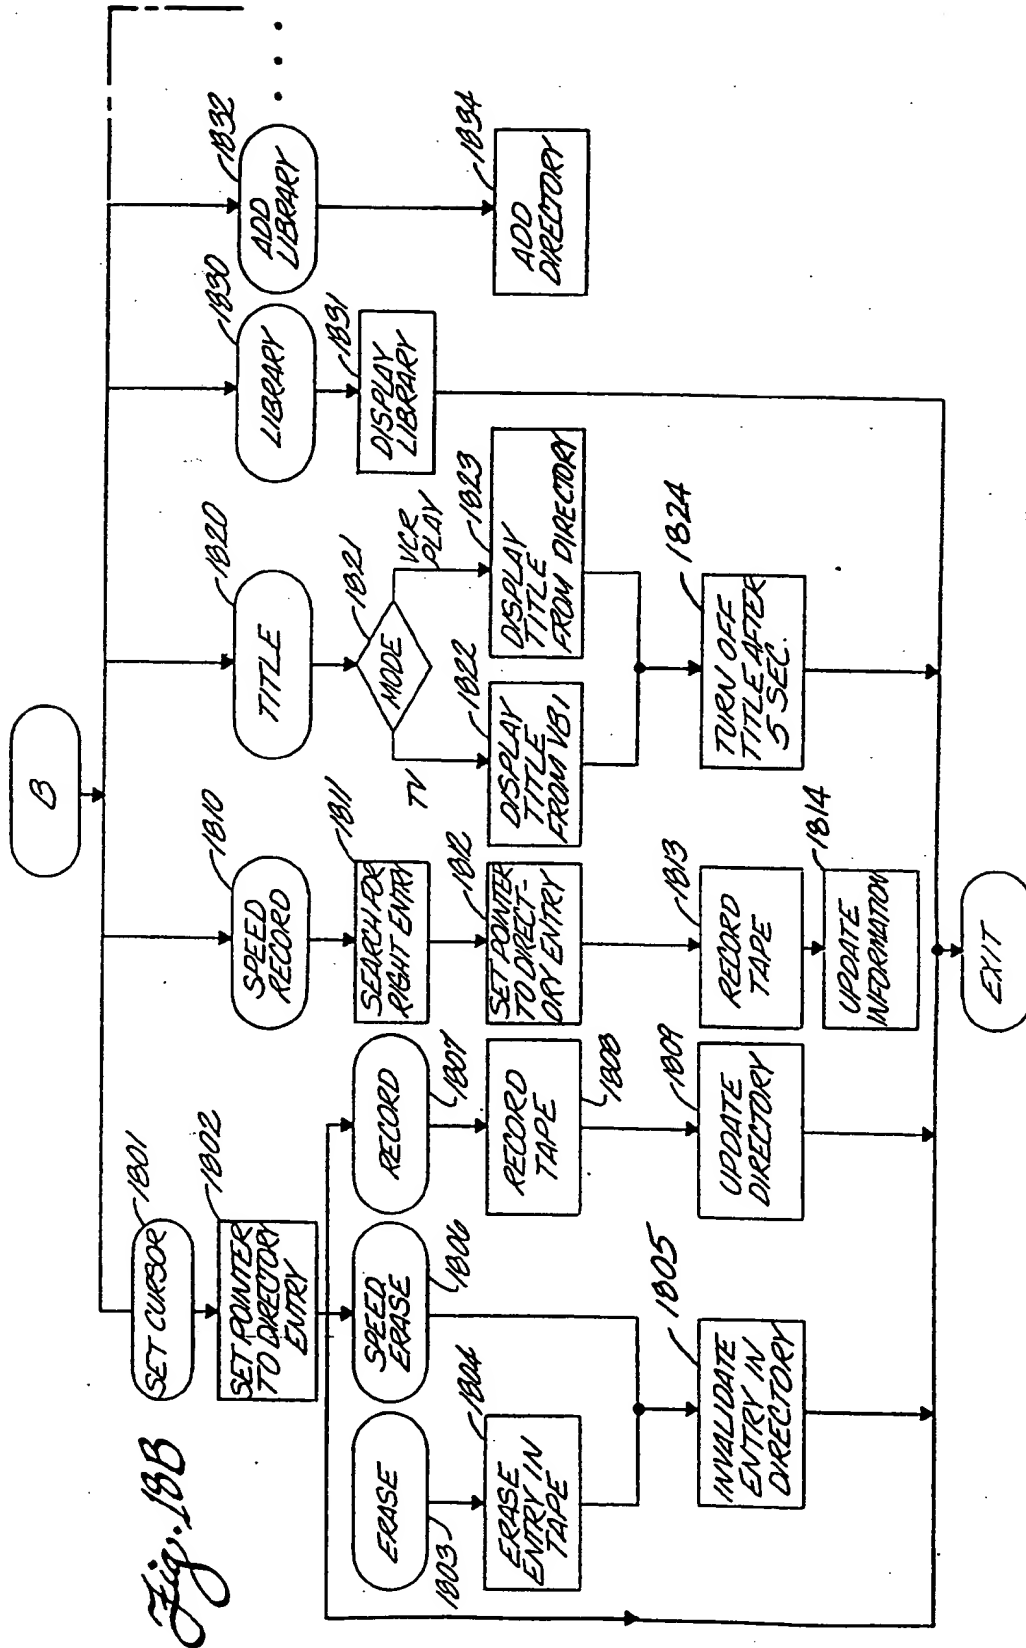 Fig. 18B
B
SET CURSOR
1801
SET POINTER
TO DIRECTORY
ENTRY
1802
ERASE
1803
ERASE
ENTRY IN
TAPE
1804
INVALIDATE
ENTRY IN
DIRECTORY
1805
SPEED
ERASE
1806
RECORD
1807
RECORD
TAPE
1808
UPDATE
DIRECTORY
1809
SPEED
RECORD
1810
SEARCH FOR
RIGHT ENTRY
1811
SET POINTER
TO DIRECT-
ORY ENTRY
1812
RECORD
TAPE
1813
UPDATE
INFORMATION
1814
TITLE
1820
MODE
1821
TV
VCR
PLAY
DISPLAY
TITLE
FROM VBI
1822
DISPLAY
TITLE
FROM DIRECTORY
1823
TURN OFF
TITLE AFTER
5 SEC.
1824
LIBRARY
1830
DISPLAY
LIBRARY
1831
ADD
LIBRARY
1832
ADD
DIRECTORY
1834
. . .
EXIT